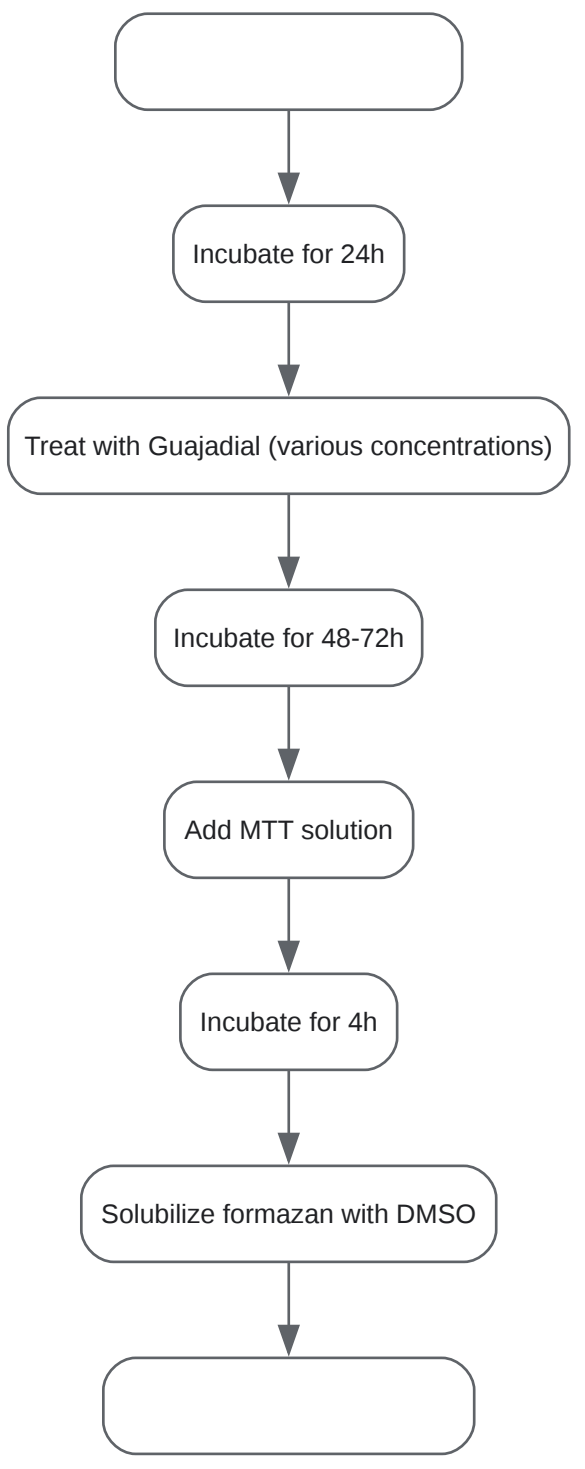 Incubate for 24h
Treat with Guajadial (various concentrations)
Incubate for 48-72h
Add MTT solution
Incubate for 4h
Solubilize formazan with DMSO